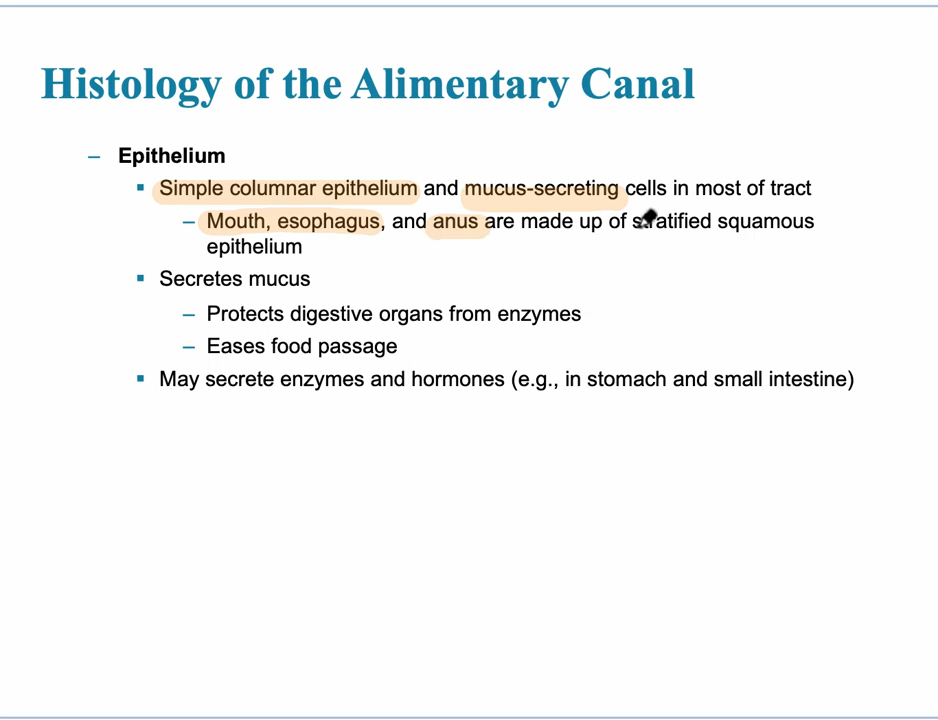 Histology of the Alimentary Canal
– Epithelium
▪ Simple columnar epithelium and mucus-secreting cells in most of tract
– Mouth, esophagus, and anus are made up of stratified squamous
epithelium
▪ Secretes mucus
– Protects digestive organs from enzymes
– Eases food passage
▪ May secrete enzymes and hormones (e.g., in stomach and small intestine)